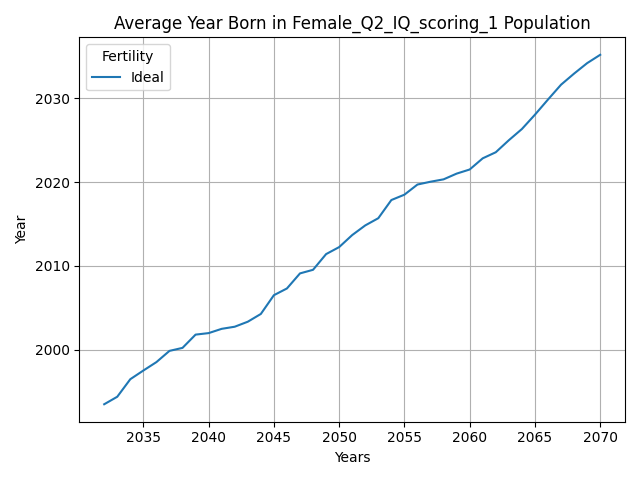 Average Year Born in Female_Q2_IQ_scoring_1 Population
Fertility
Ideal
Year
2030
2020
2010
2000
2035 2040 2045 2050 2055 2060 2065 2070
Years